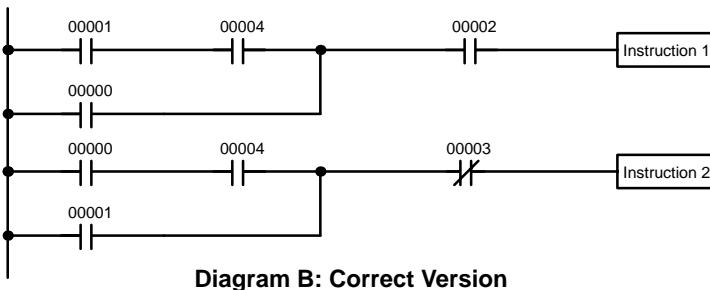 00001 00004 00002
Instruction 1
00000
00000 00004 00003
Instruction 2
00001
Diagram B: Correct Version